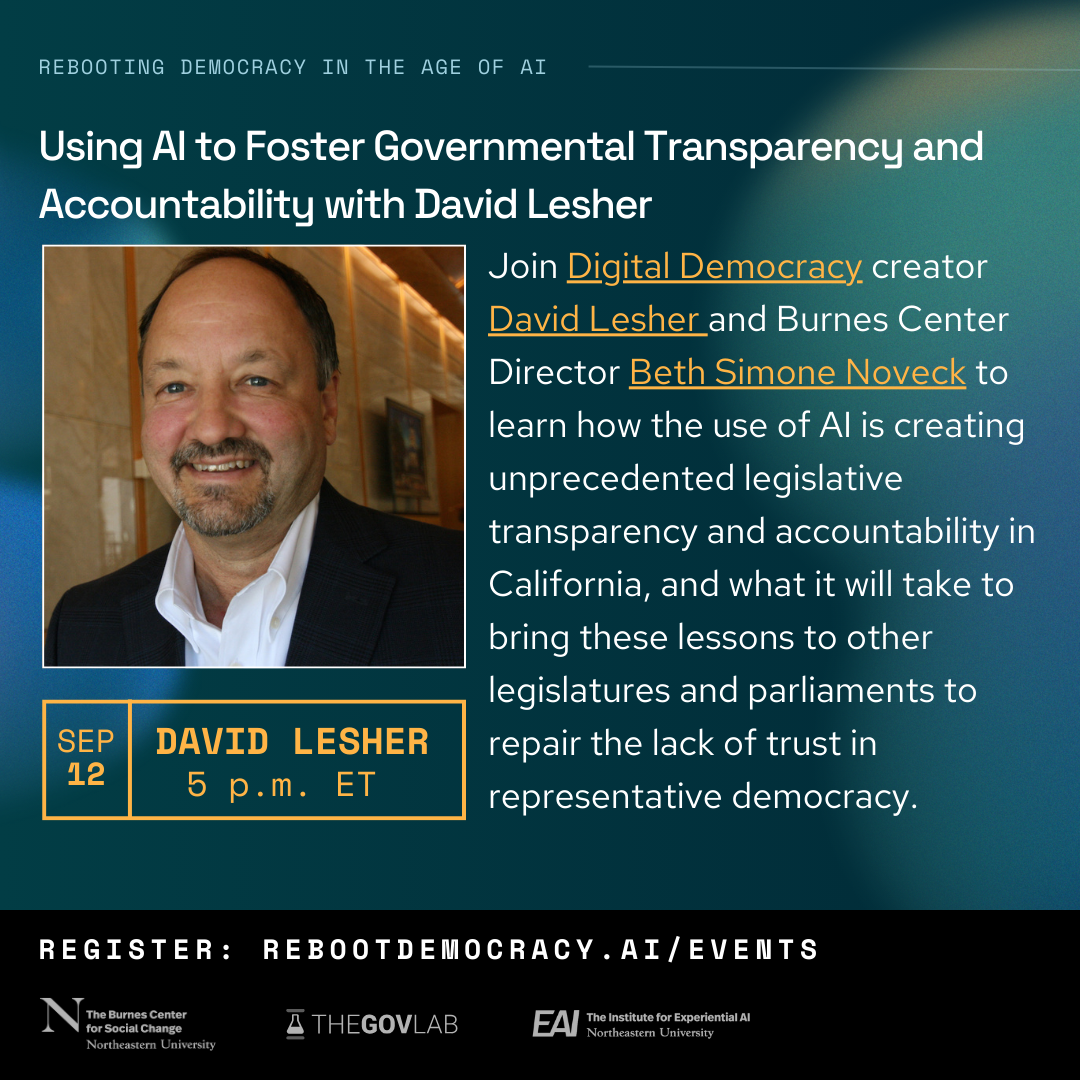 REBOOTING DEMOCRACY IN THE AGE OF AI
Using AI to Foster Governmental Transparency and
Accountability with David Lesher
Join Digital Democracy creator
David Lesher and Burnes Center
Director Beth Simone Noveck to
learn how the use of AI is creating
unprecedented legislative
transparency and accountability in
California, and what it will take to
bring these lessons to other
legislatures and parliaments to
repair the lack of trust in
representative democracy.
SEP
12
DAVID LESHER
5 p.m. ET
REGISTER: REBOOTDEMOCRACY.AI/EVENTS
N The Burnes Center
for Social Change
Northeastern University
THEGOVLAB
EAI The Institute for Experiential AI
Northeastern University